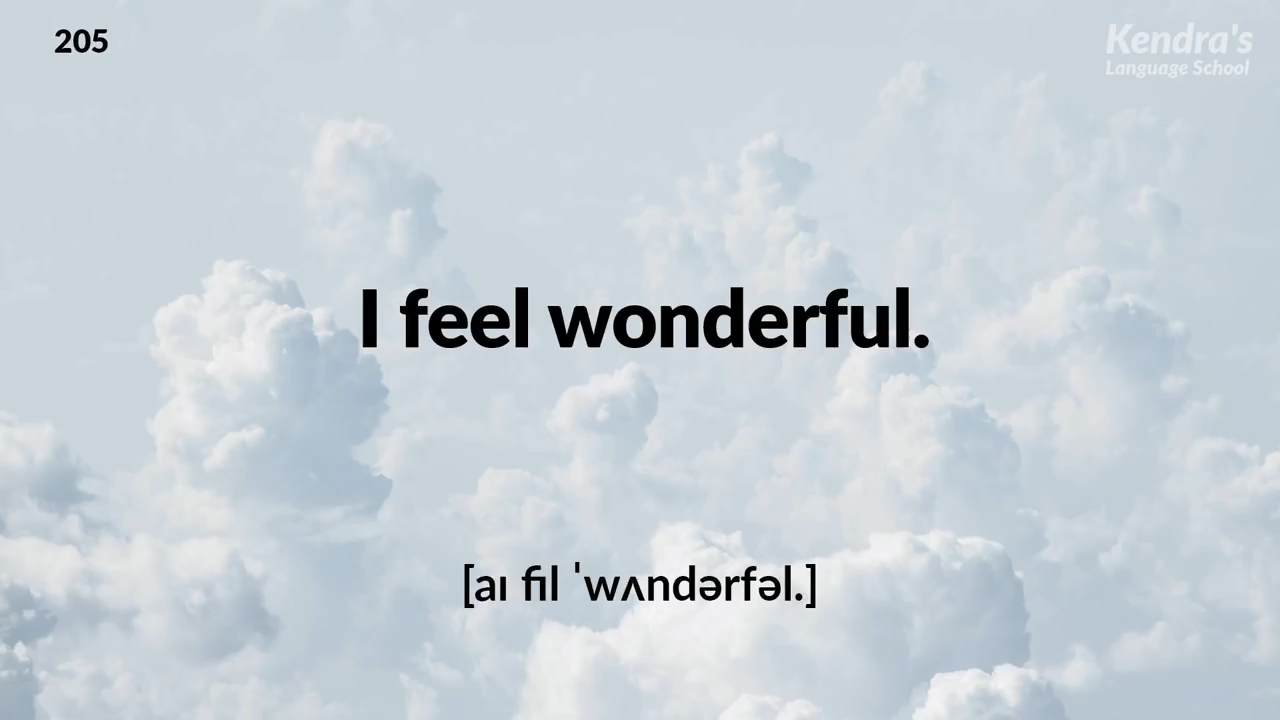 205
Kendra's
Language School
I feel wonderful.
[aɪ fil ˈwʌndərfəl.]